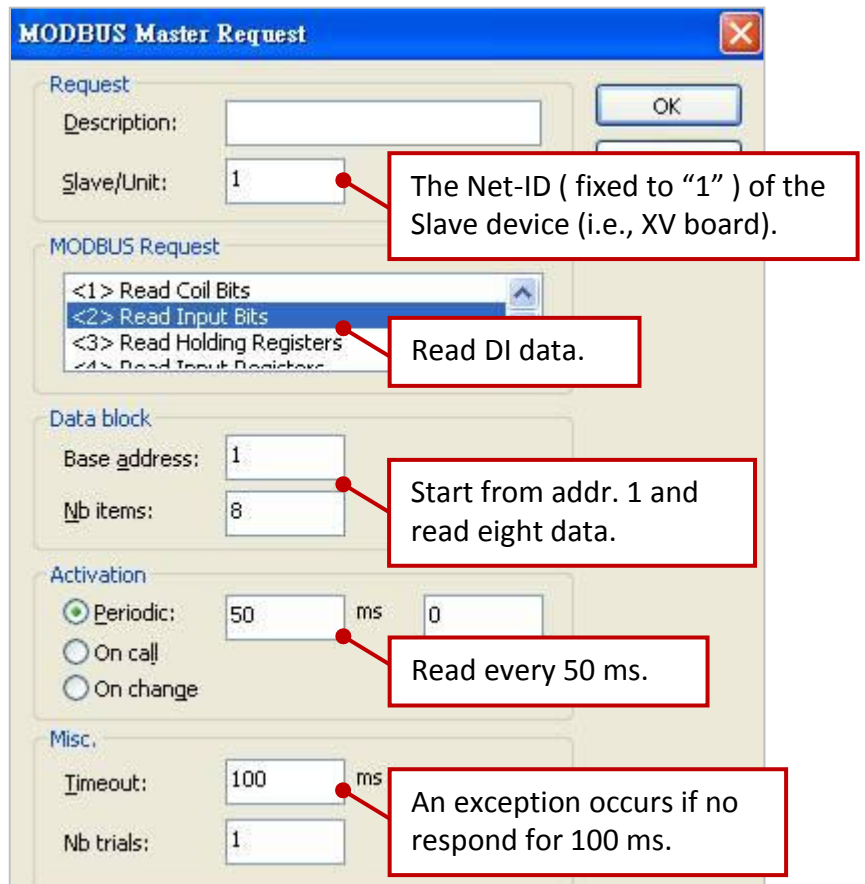 MODBUS Master Request
Request
OK
Description:
Slave/Unit:
1
The Net-ID ( fixed to “1” ) of the
Slave device (i.e., XV board).
MODBUS Request
<1> Read Coil Bits
<2> Read Input Bits
<3> Read Holding Registers
<4> Read Input Registers
Read DI data.
Data block
Base address:
1
Nb items:
8
Start from addr. 1 and
read eight data.
Activation
Periodic:
50
ms
0
On call
On change
Read every 50 ms.
Misc.
Timeout:
100
ms
Nb trials:
1
An exception occurs if no
respond for 100 ms.